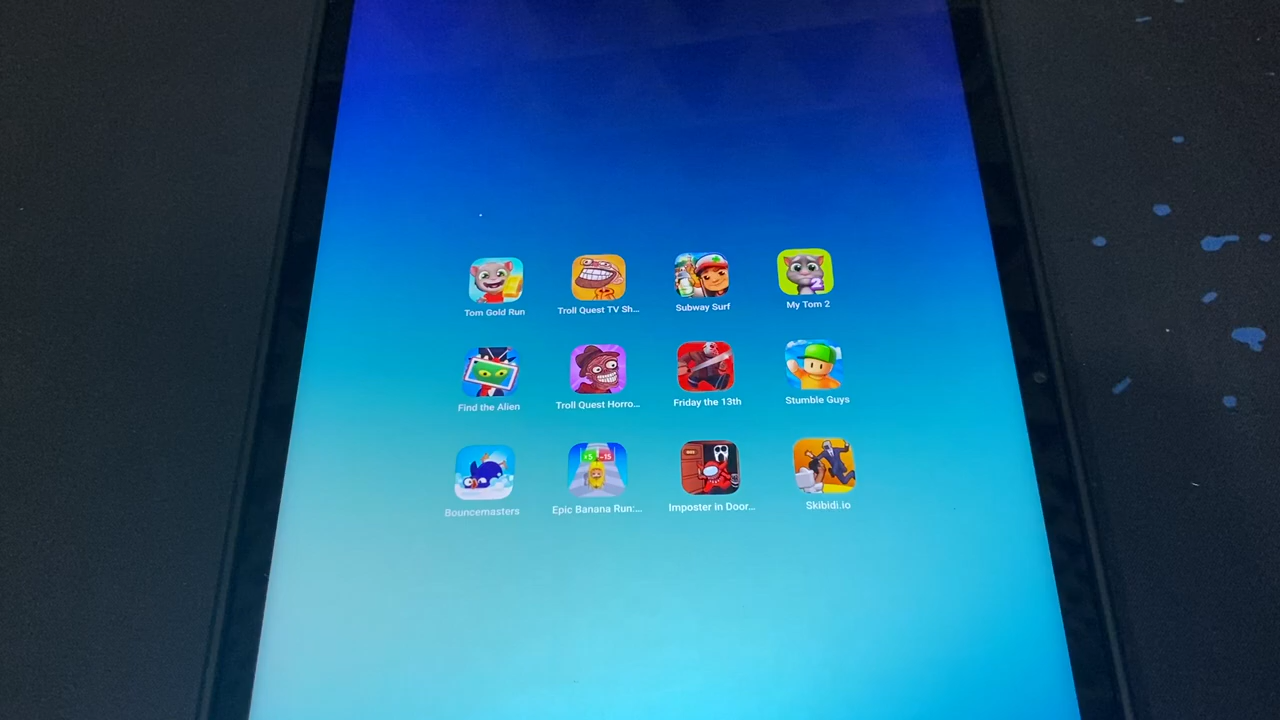 Tom Gold Run
Troll Quest TV Sh...
Subway Surf
2
My Tom 2
Find the Alien
Troll Quest Horro...
Friday the 13th
Stumble Guys
Bouncemasters
Epic Banana Run:...
Imposter in Door...
Skibidi.io